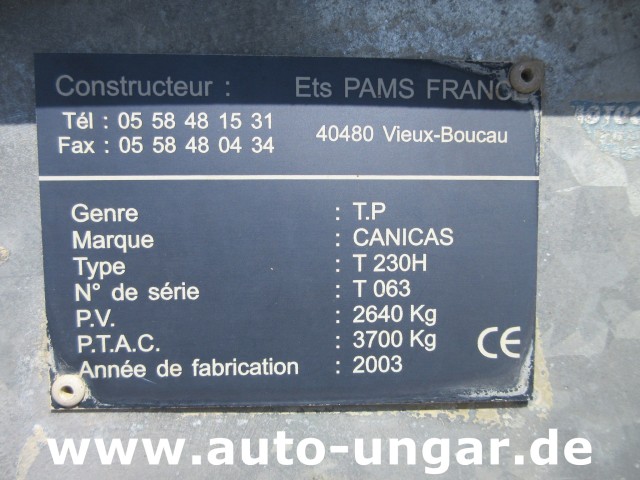 Constructeur : Ets PAMS FRANCE
Tél : 05 58 48 15 31
Fax : 05 58 48 04 34
40480 Vieux-Boucau
Genre : T.P
Marque : CANICAS
Type : T 230H
N° de série : T 063
P.V. : 2640 Kg
P.T.A.C. : 3700 Kg
Année de fabrication : 2003
CE
www.auto-ungar.de